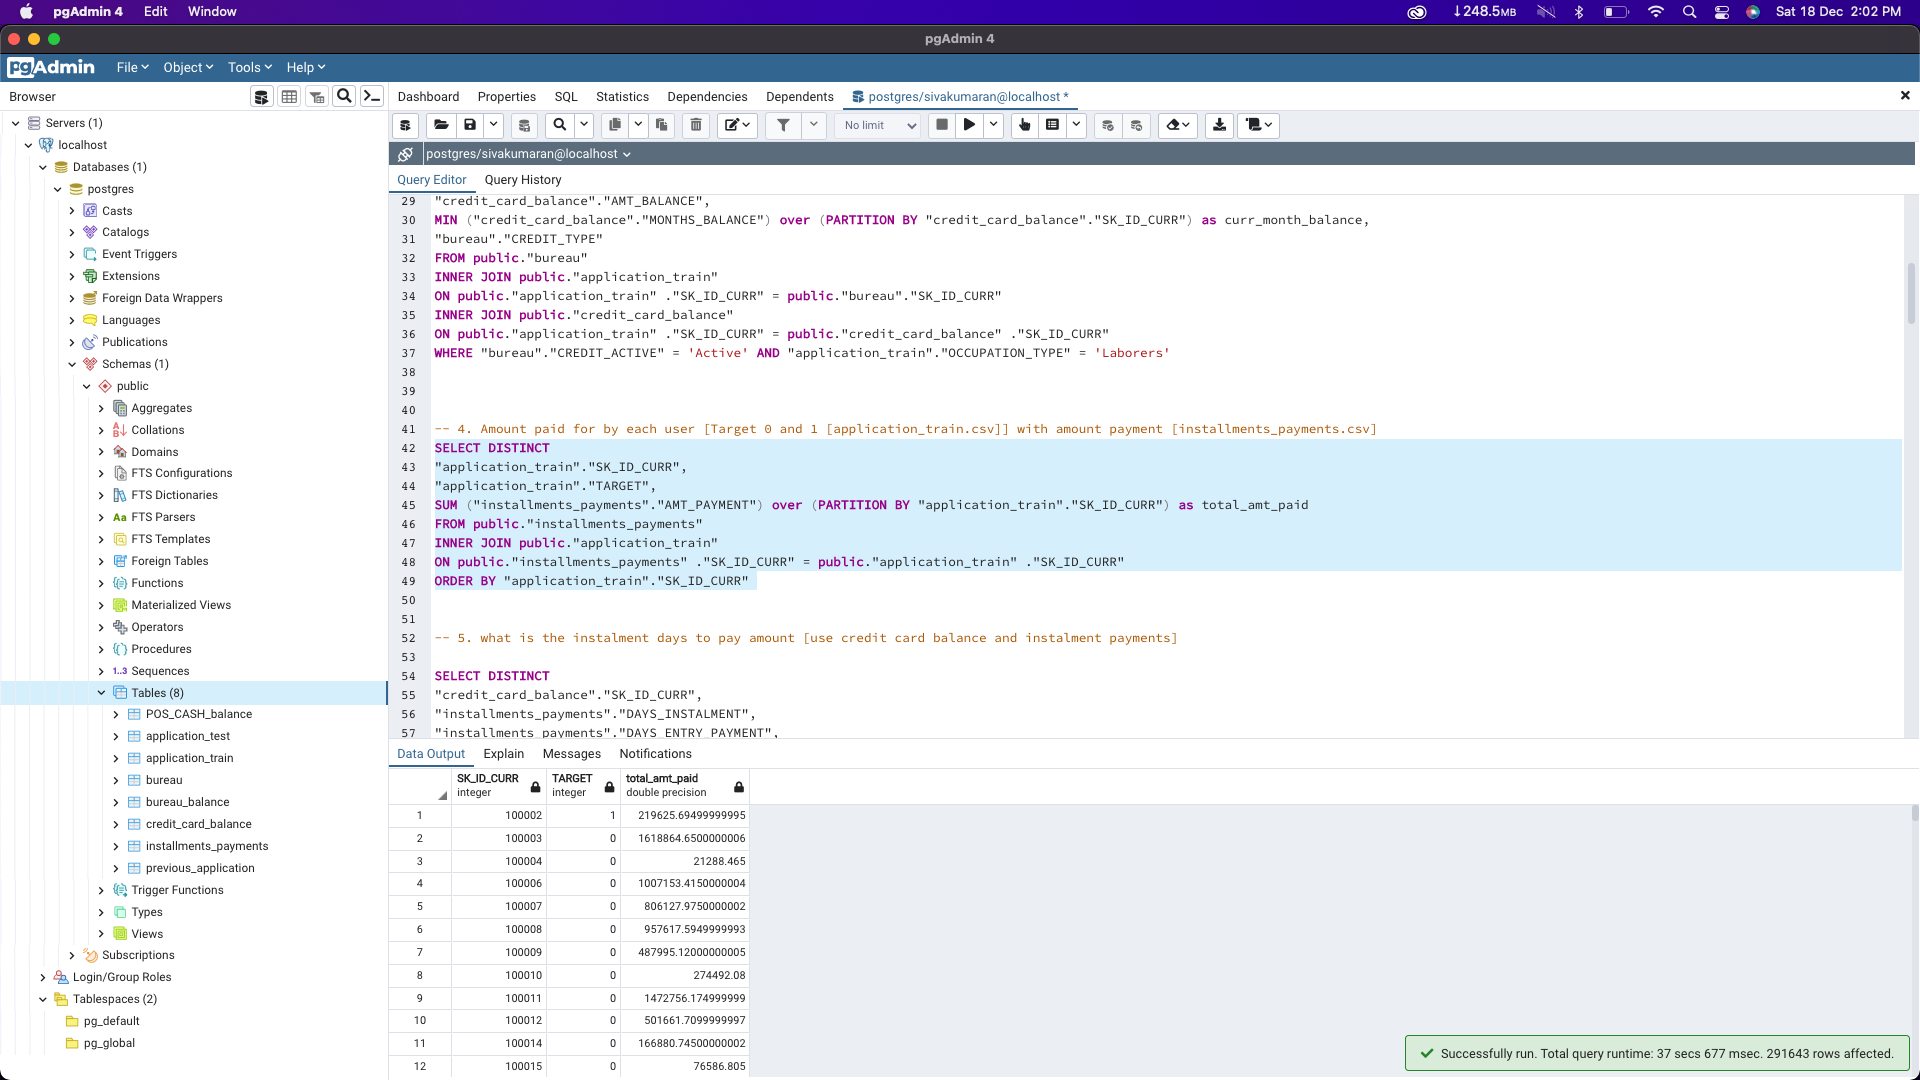 pgAdmin 4 Edit Window
↓248.5MB Sat 18 Dec 2:02 PM
pgAdmin 4
pgAdmin File Object Tools Help
Browser
Dashboard Properties SQL Statistics Dependencies Dependents postgres/sivakumaran@localhost *
No limit
postgres/sivakumaran@localhost
Query Editor Query History
Servers (1)
localhost
Databases (1)
postgres
Casts
Catalogs
Event Triggers
Extensions
Foreign Data Wrappers
Languages
Publications
Schemas (1)
public
Aggregates
Collations
Domains
FTS Configurations
FTS Dictionaries
Aa FTS Parsers
FTS Templates
Foreign Tables
Functions
Materialized Views
Operators
Procedures
1..3 Sequences
Tables (8)
POS_CASH_balance
application_test
application_train
bureau
bureau_balance
credit_card_balance
installments_payments
previous_application
Trigger Functions
Types
Views
Subscriptions
Login/Group Roles
Tablespaces (2)
pg_default
pg_global
29 "credit_card_balance"."AMT_BALANCE",
30 MIN ("credit_card_balance"."MONTHS_BALANCE") over (PARTITION BY "credit_card_balance"."SK_ID_CURR") as curr_month_balance,
31 "bureau"."CREDIT_TYPE"
32 FROM public."bureau"
33 INNER JOIN public."application_train"
34 ON public."application_train" ."SK_ID_CURR" = public."bureau"."SK_ID_CURR"
35 INNER JOIN public."credit_card_balance"
36 ON public."application_train" ."SK_ID_CURR" = public."credit_card_balance" ."SK_ID_CURR"
37 WHERE "bureau"."CREDIT_ACTIVE" = 'Active' AND "application_train"."OCCUPATION_TYPE" = 'Laborers'
38
39
40
41 -- 4. Amount paid for by each user [Target 0 and 1 [application_train.csv]] with amount payment [installments_payments.csv]
42 SELECT DISTINCT
43 "application_train"."SK_ID_CURR",
44 "application_train"."TARGET",
45 SUM ("installments_payments"."AMT_PAYMENT") over (PARTITION BY "application_train"."SK_ID_CURR") as total_amt_paid
46 FROM public."installments_payments"
47 INNER JOIN public."application_train"
48 ON public."installments_payments" ."SK_ID_CURR" = public."application_train" ."SK_ID_CURR"
49 ORDER BY "application_train"."SK_ID_CURR"
50
51
52 -- 5. what is the instalment days to pay amount [use credit card balance and instalment payments]
53
54 SELECT DISTINCT
55 "credit_card_balance"."SK_ID_CURR",
56 "installments_payments"."DAYS_INSTALMENT",
57 "installments_payments"."DAYS_ENTRY_PAYMENT",
Data Output Explain Messages Notifications
SK_ID_CURR TARGET total_amt_paid
integer integer double precision
1 100002 1 219625.69499999995
2 100003 0 1618864.6500000006
3 100004 0 21288.465
4 100006 0 1007153.4150000004
5 100007 0 806127.9750000002
6 100008 0 957617.5949999993
7 100009 0 487995.12000000005
8 100010 0 274492.08
9 100011 0 1472756.174999999
10 100012 0 501661.7099999997
11 100014 0 166880.74500000002
12 100015 0 76586.805
Successfully run. Total query runtime: 37 secs 677 msec. 291643 rows affected.